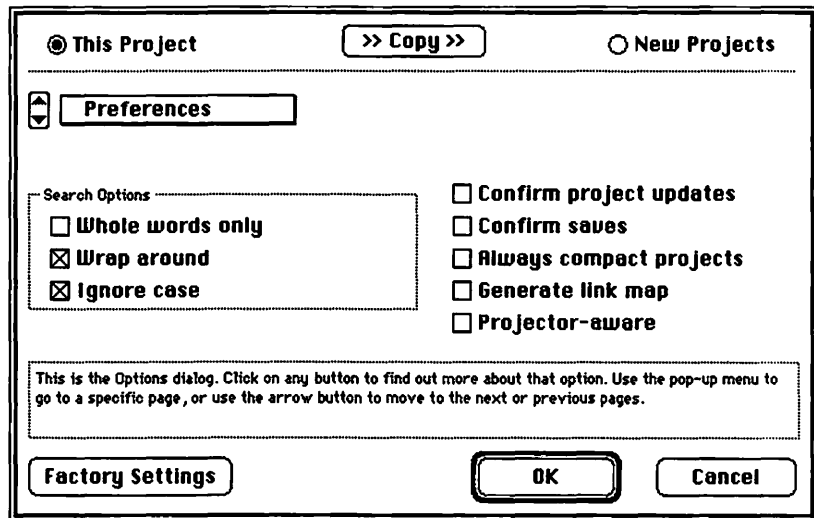 This Project
>> Copy >>
New Projects
Preferences
Search Options
Whole words only
Wrap around
Ignore case
Confirm project updates
Confirm saves
Always compact projects
Generate link map
Projector-aware
This is the Options dialog. Click on any button to find out more about that option. Use the pop-up menu to
go to a specific page, or use the arrow button to move to the next or previous pages.
Factory Settings
OK
Cancel